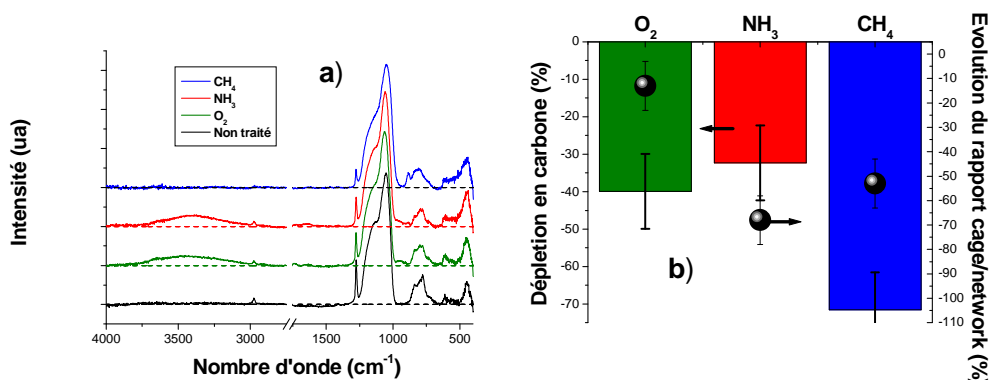 a)
CH4
NH3
O2
Non traité
Intensité (ua)
4000 3500 3000 1500 1000 500
Nombre d'onde (cm-1)
O2 NH3 CH4
Dépletion en carbone (%)
0
-10
-20
-30
-40
-50
-60
-70
b)
0
-10
-20
-30
-40
-50
-60
-70
-80
-90
-100
-110
Evolution du rapport cage/network (%)